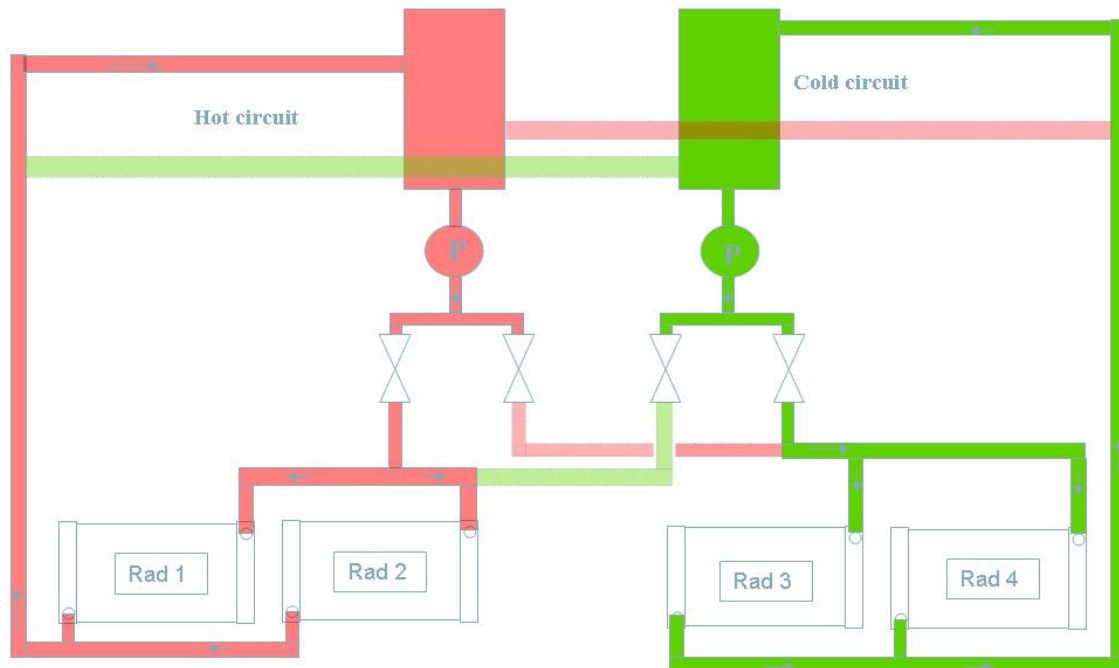 Cold circuit
Hot circuit
P
P
Rad 1
Rad 2
Rad 3
Rad 4